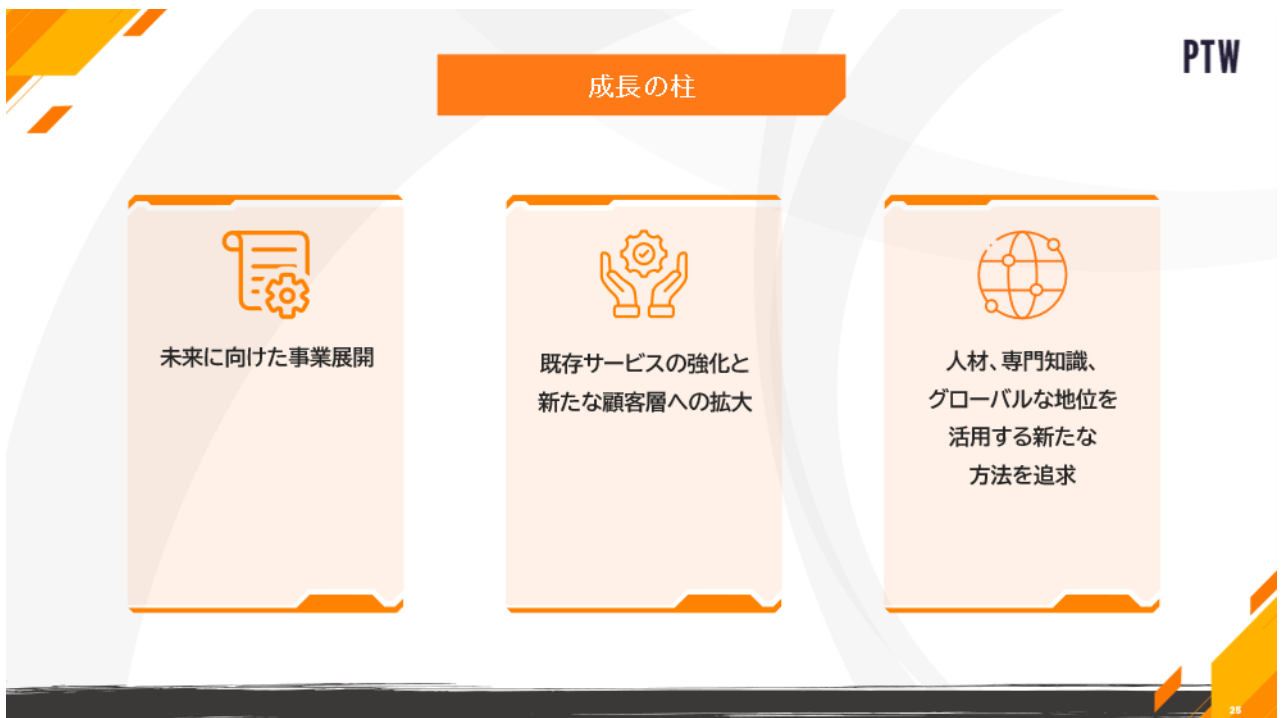 PTW
成長の柱
未来に向けた事業展開
既存サービスの強化と
新たな顧客層への拡大
人材、専門知識、
グローバルな地位を
活用する新たな
方法を追求
25